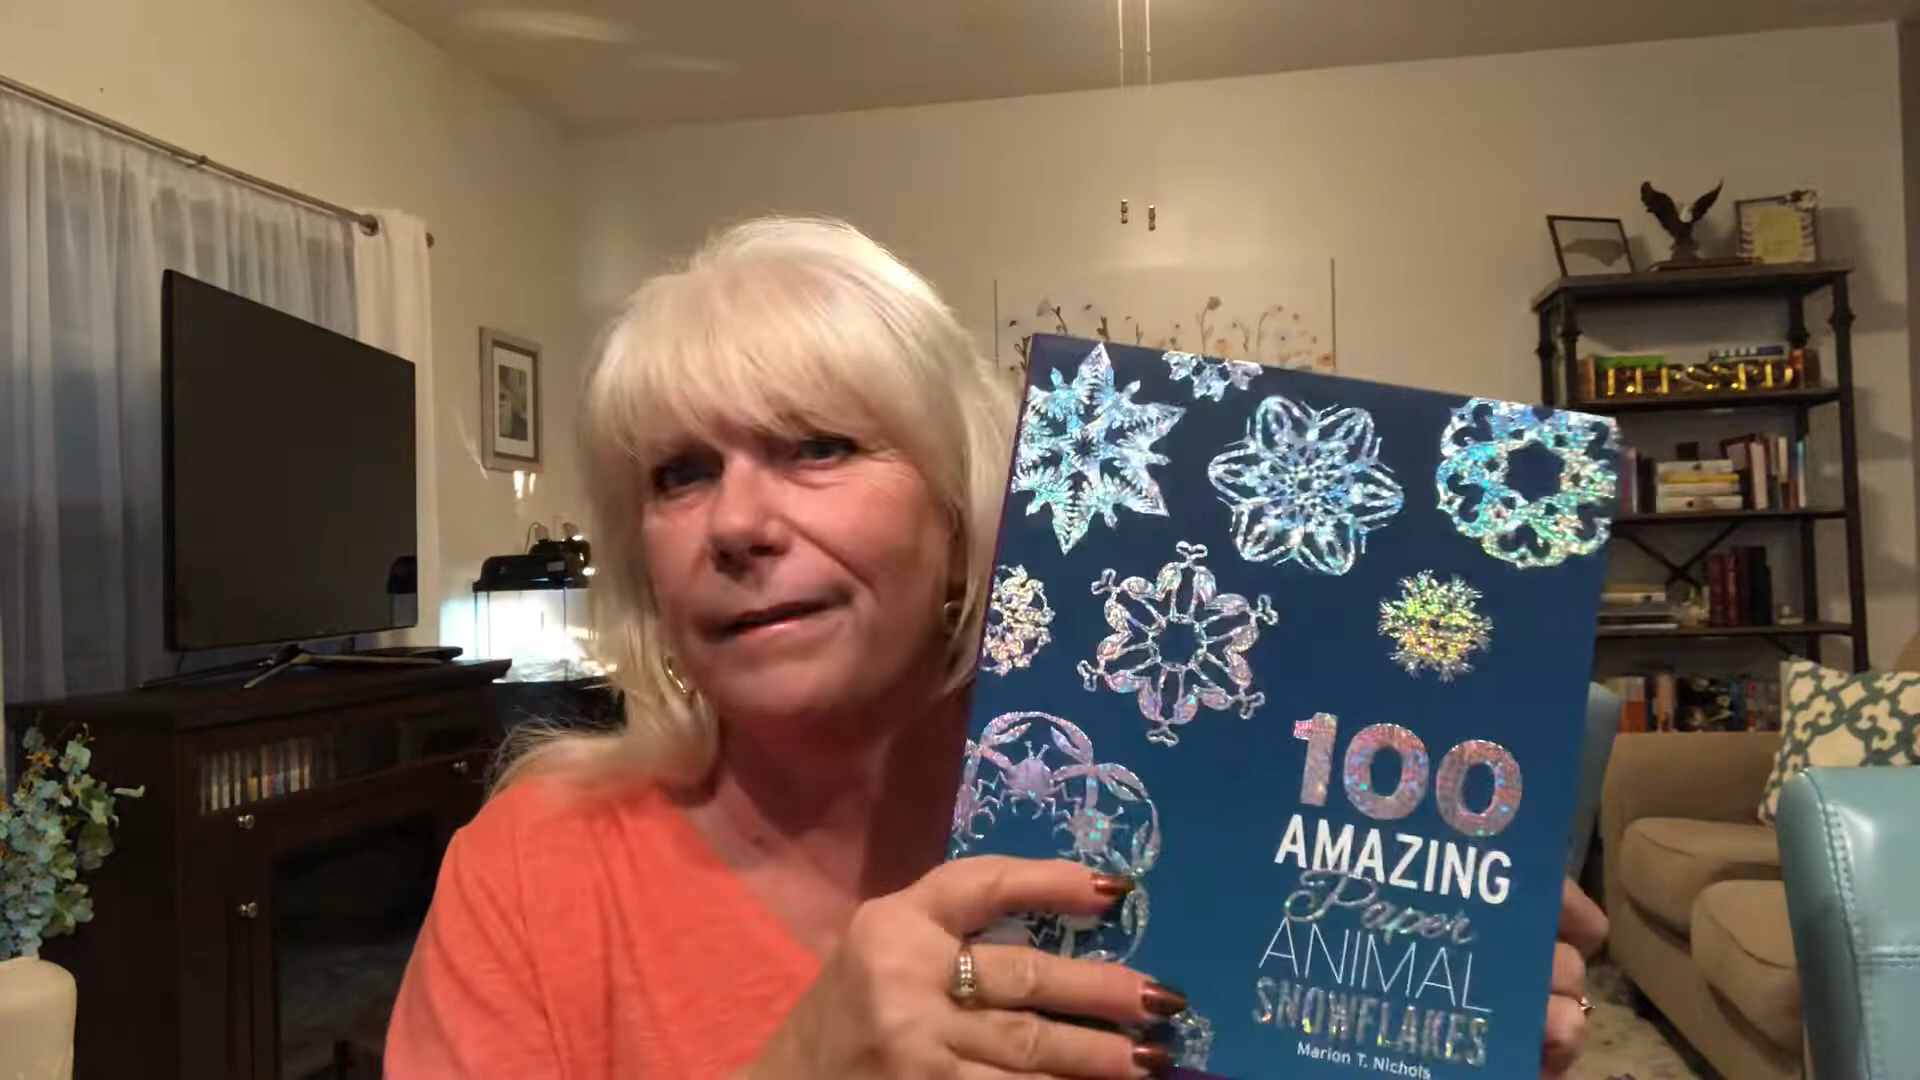 100
AMAZING
Paper
ANIMAL
SNOWFLAKES
Marion T. Nichols